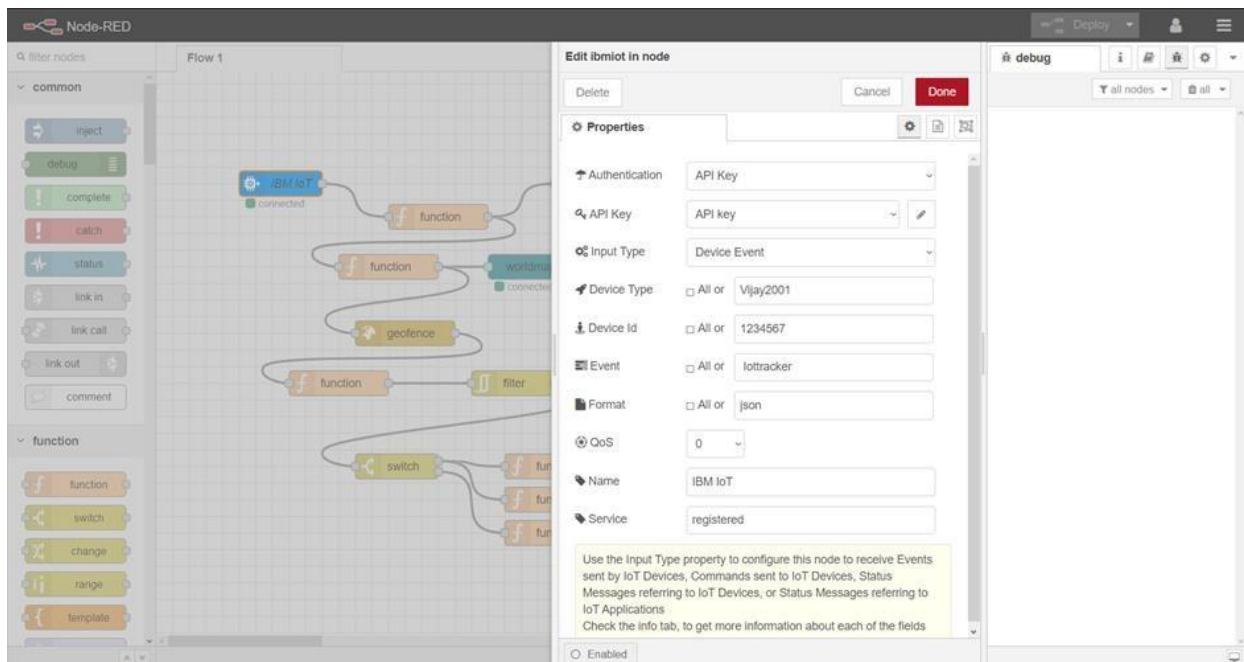 Node-RED
Deploy
filter nodes
Flow 1
common
inject
debug
complete
catch
status
link in
link call
link out
comment
function
function
switch
change
range
template
IBM IoT
connected
function
function
worldma
connected
geofence
function
filter
switch
fun
fun
fun
Edit ibmiot in node
Delete
Cancel
Done
Properties
Authentication
API Key
API Key
API key
Input Type
Device Event
Device Type
All or
Vijay2001
Device Id
All or
1234567
Event
All or
Iottracker
Format
All or
json
QoS
0
Name
IBM IoT
Service
registered
Use the Input Type property to configure this node to receive Events
sent by IoT Devices, Commands sent to IoT Devices, Status
Messages referring to IoT Devices, or Status Messages referring to
IoT Applications
Check the info tab, to get more information about each of the fields
Enabled
debug
i
all nodes
all